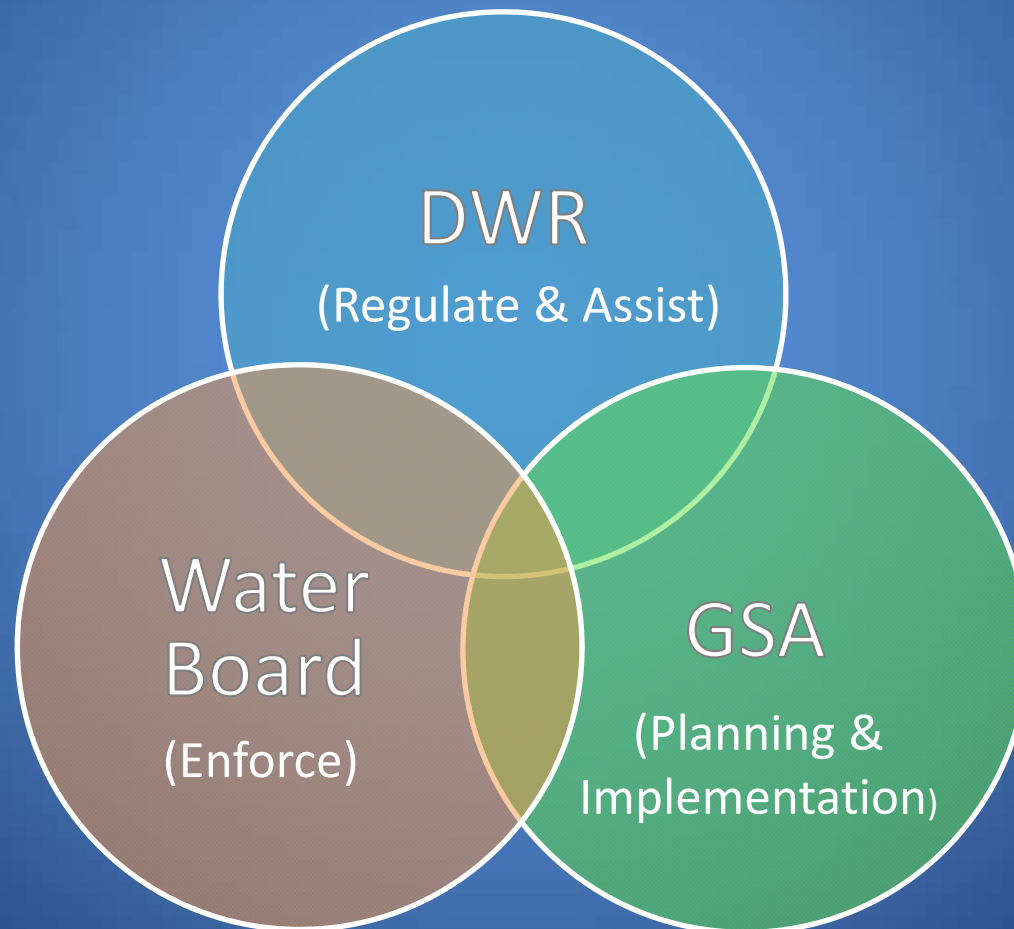 DWR
(Regulate & Assist)
Water
Board
(Enforce)
GSA
(Planning &
Implementation)